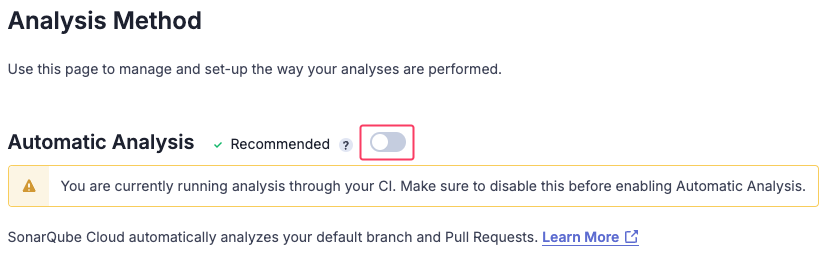 Analysis Method
Use this page to manage and set-up the way your analyses are performed.
Automatic Analysis ✓ Recommended ?
You are currently running analysis through your CI. Make sure to disable this before enabling Automatic Analysis.
SonarQube Cloud automatically analyzes your default branch and Pull Requests. Learn More